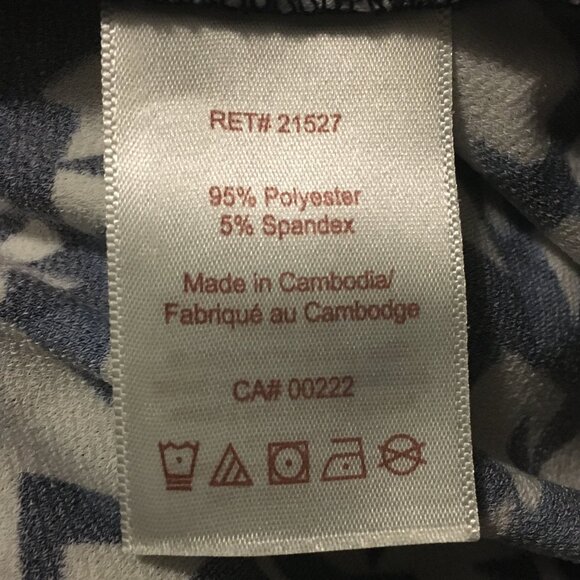 RET# 21527
95% Polyester
5% Spandex
Made in Cambodia/
Fabriqué au Cambodge
CA# 00222